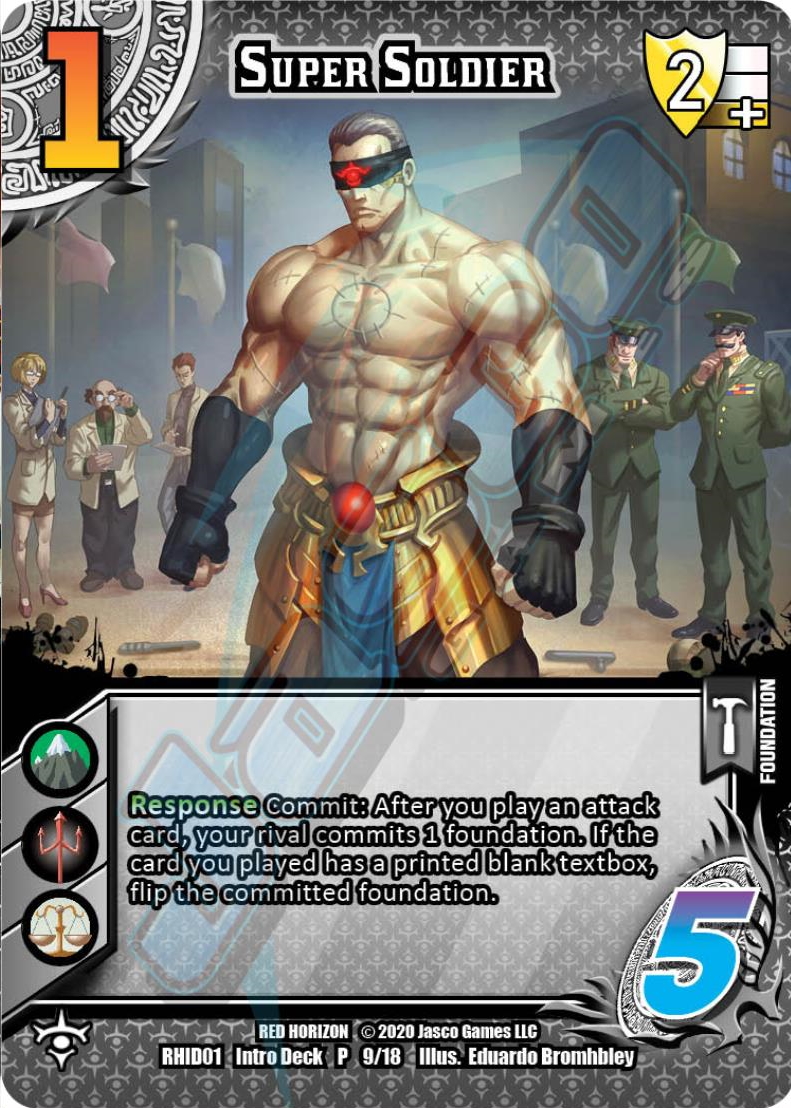 1
SUPER SOLDIER
2
+
FOUNDATION
Response Commit: After you play an attack
card, your rival commits 1 foundation. If the
card you played has a printed blank textbox,
flip the committed foundation.
5
RED HORIZON © 2020 Jasco Games LLC
RHID01 Intro Deck P 9/18 Illus. Eduardo Bromhbley